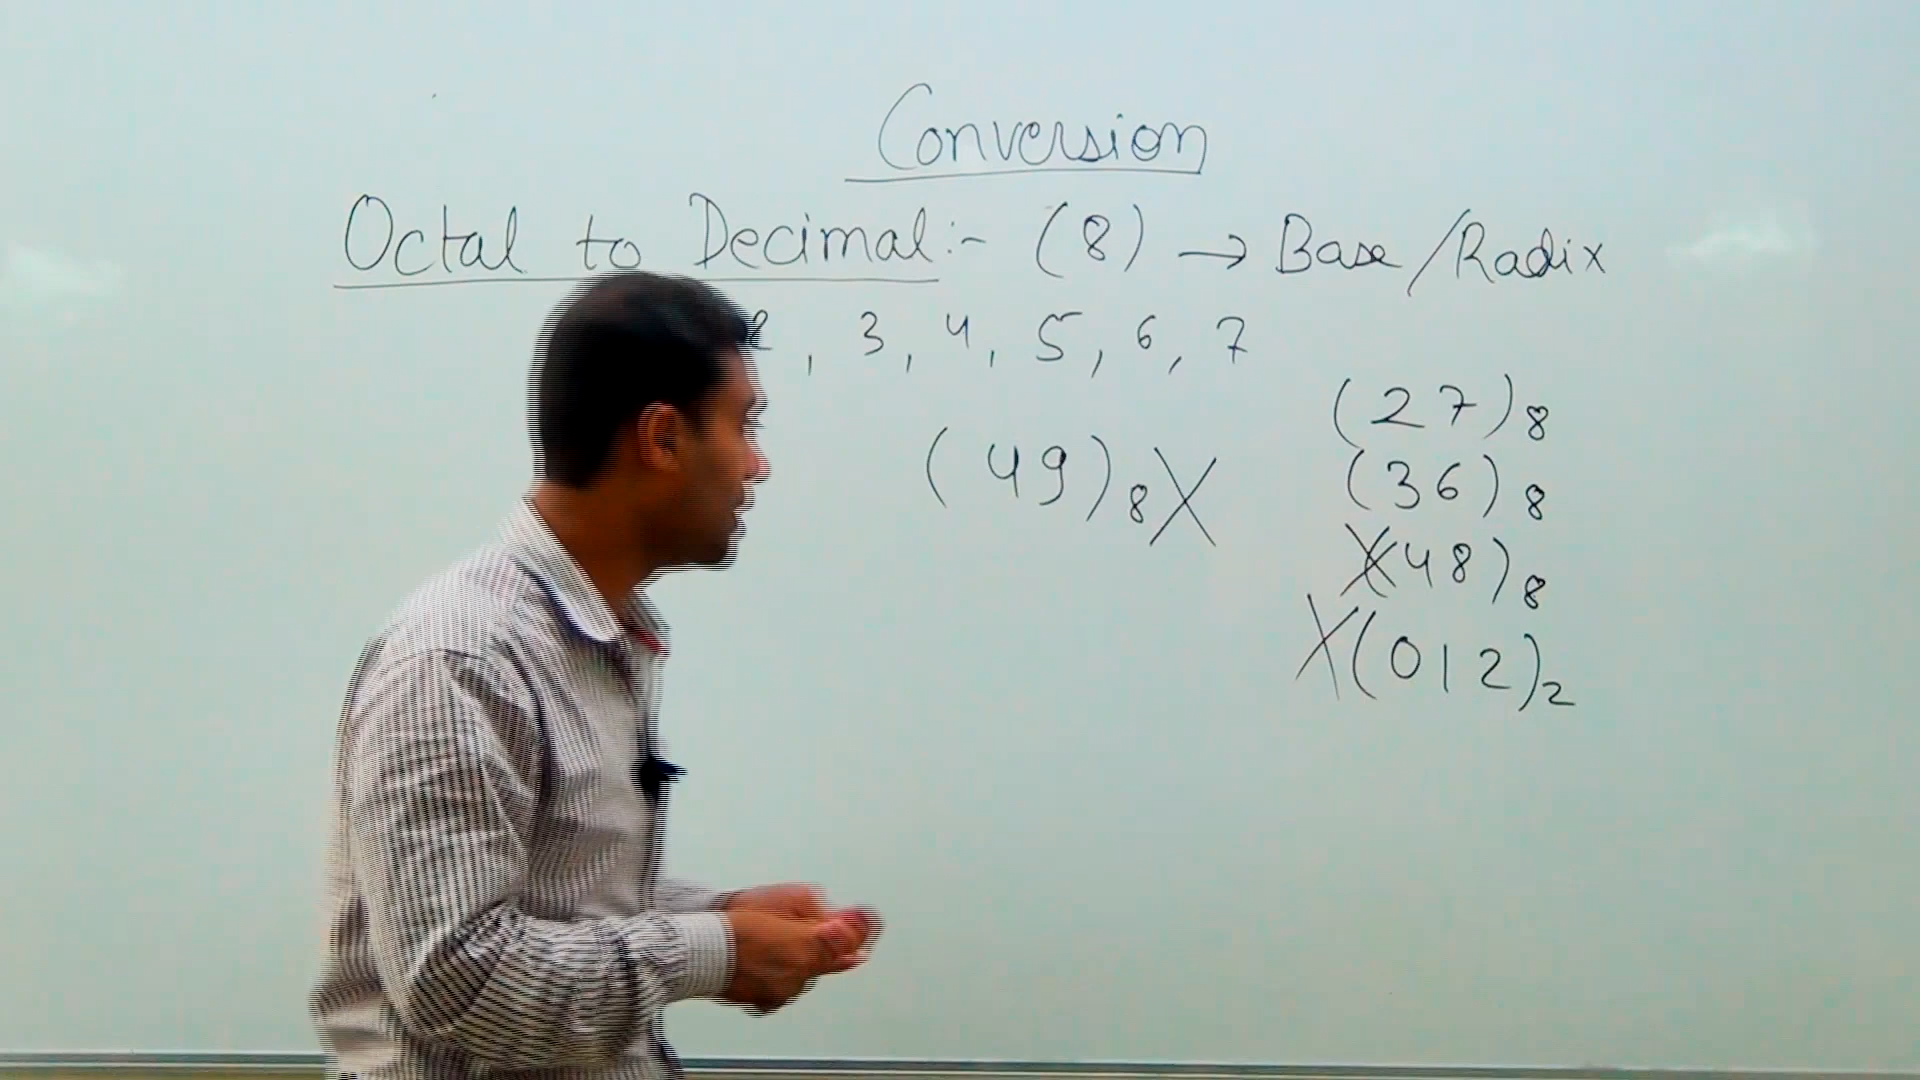 Conversion
Octal to Decimal:- (8) → Base/Radix
2, 3, 4, 5, 6, 7
(27)8
(49)8 X
(36)8
X(48)8
X(012)2